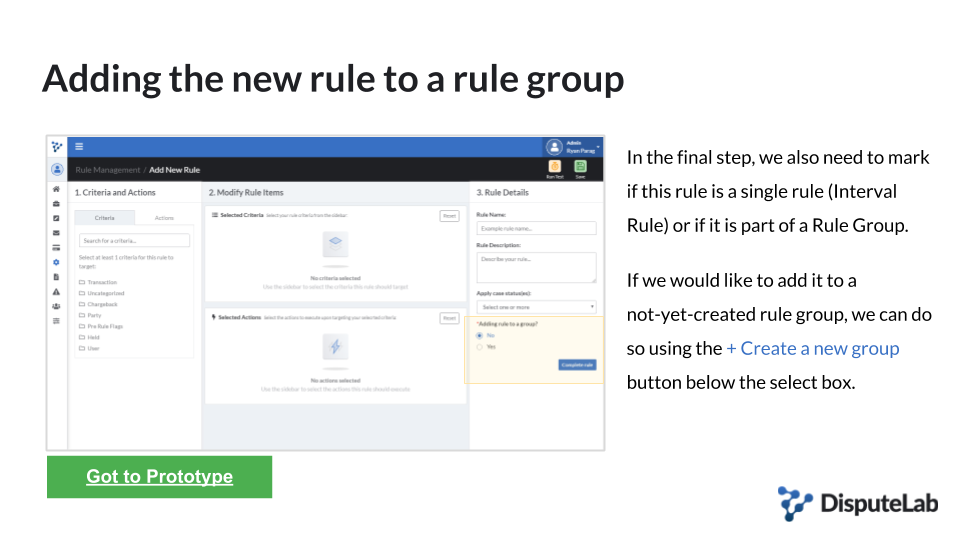 Adding the new rule to a rule group
Admin
Ryan Parag
Rule Management / Add New Rule
Run Test
Save
1. Criteria and Actions
2. Modify Rule Items
3. Rule Details
Criteria
Actions
Search for a criteria...
Select at least 1 criteria for this rule to
target:
Transaction
Uncategorized
Chargeback
Party
Pre Rule Flags
Held
User
Selected Criteria Select your rule criteria from the sidebar
Reset
No criteria selected
Use the sidebar to select the criteria this rule should target
Selected Actions Select the actions to execute upon targeting your selected criteria
Reset
No actions selected
Use the sidebar to select the actions this rule should execute
Rule Name:
Example rule name...
Rule Description:
Describe your rule...
Apply case status(es):
Select one or more
*Adding rule to a group?
No
Yes
Complete rule
In the final step, we also need to mark
if this rule is a single rule (Interval
Rule) or if it is part of a Rule Group.
If we would like to add it to a
not-yet-created rule group, we can do
so using the + Create a new group
button below the select box.
Got to Prototype
DisputeLab